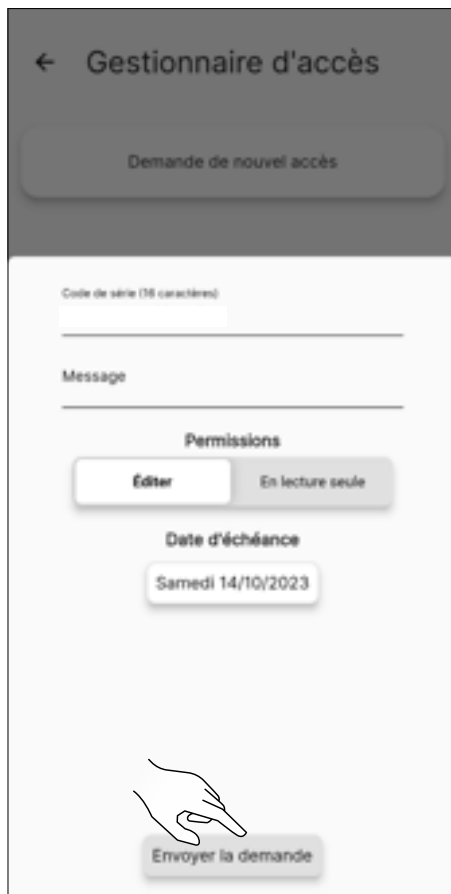 Gestionnaire d'accès
Demande de nouvel accès
Code de série (16 caractères)
Message
Permissions
Éditer En lecture seule
Date d'échéance
Samedi 14/10/2023
Envoyer la demande